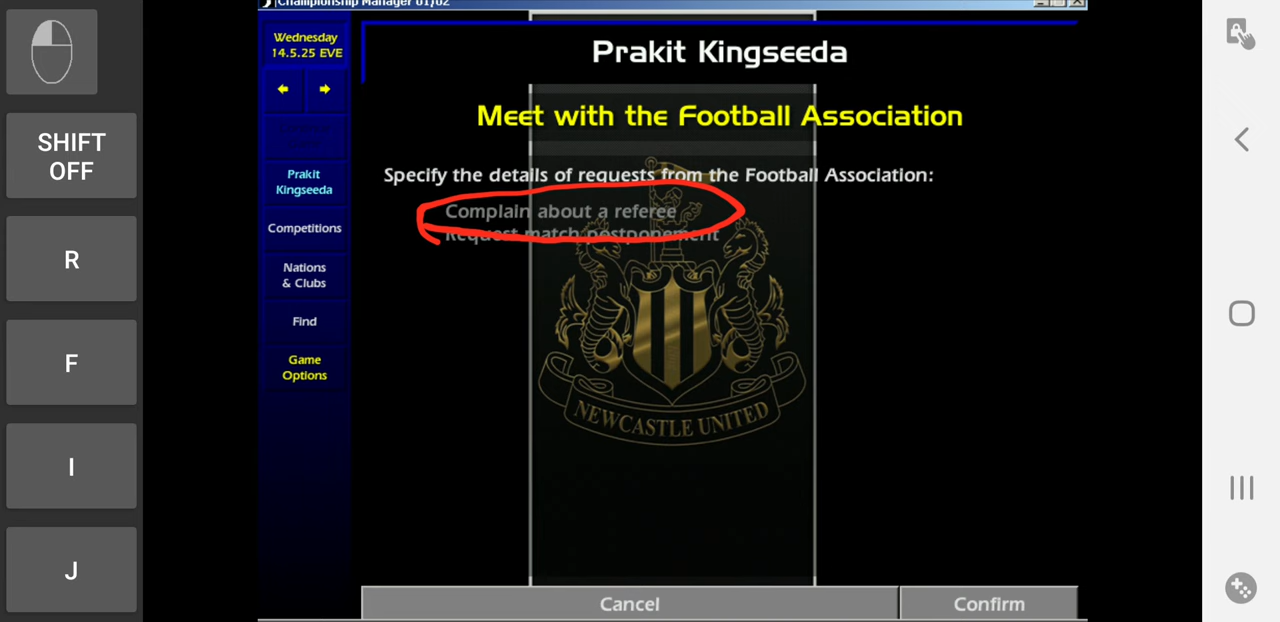 Championship Manager 01/02
Wednesday
14.5.25 EVE
Prakit Kingseeda
Meet with the Football Association
SHIFT
OFF
Prakit
Kingseeda
Specify the details of requests from the Football Association:
Complain about a referee
Request match postponement
Competitions
R
Nations
& Clubs
Find
F
Game
Options
NEWCASTLE UNITED
I
J
Cancel
Confirm